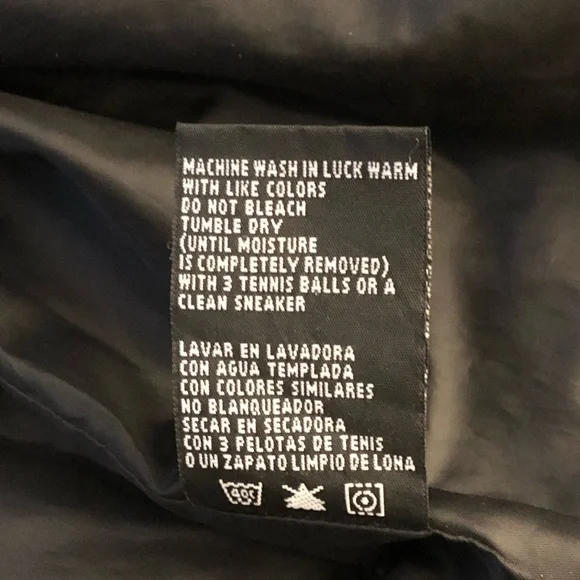 MACHINE WASH IN LUCK WARM
WITH LIKE COLORS
DO NOT BLEACH
TUMBLE DRY
(UNTIL MOISTURE
IS COMPLETELY REMOVED)
WITH 3 TENNIS BALLS OR A
CLEAN SNEAKER
LAVAR EN LAVADORA
CON AGUA TEMPLADA
CON COLORES SIMILARES
NO BLANQUEADOR
SECAR EN SECADORA
CON 3 PELOTAS DE TENIS
O UN ZAPATO LIMPIO DE LONA
40C